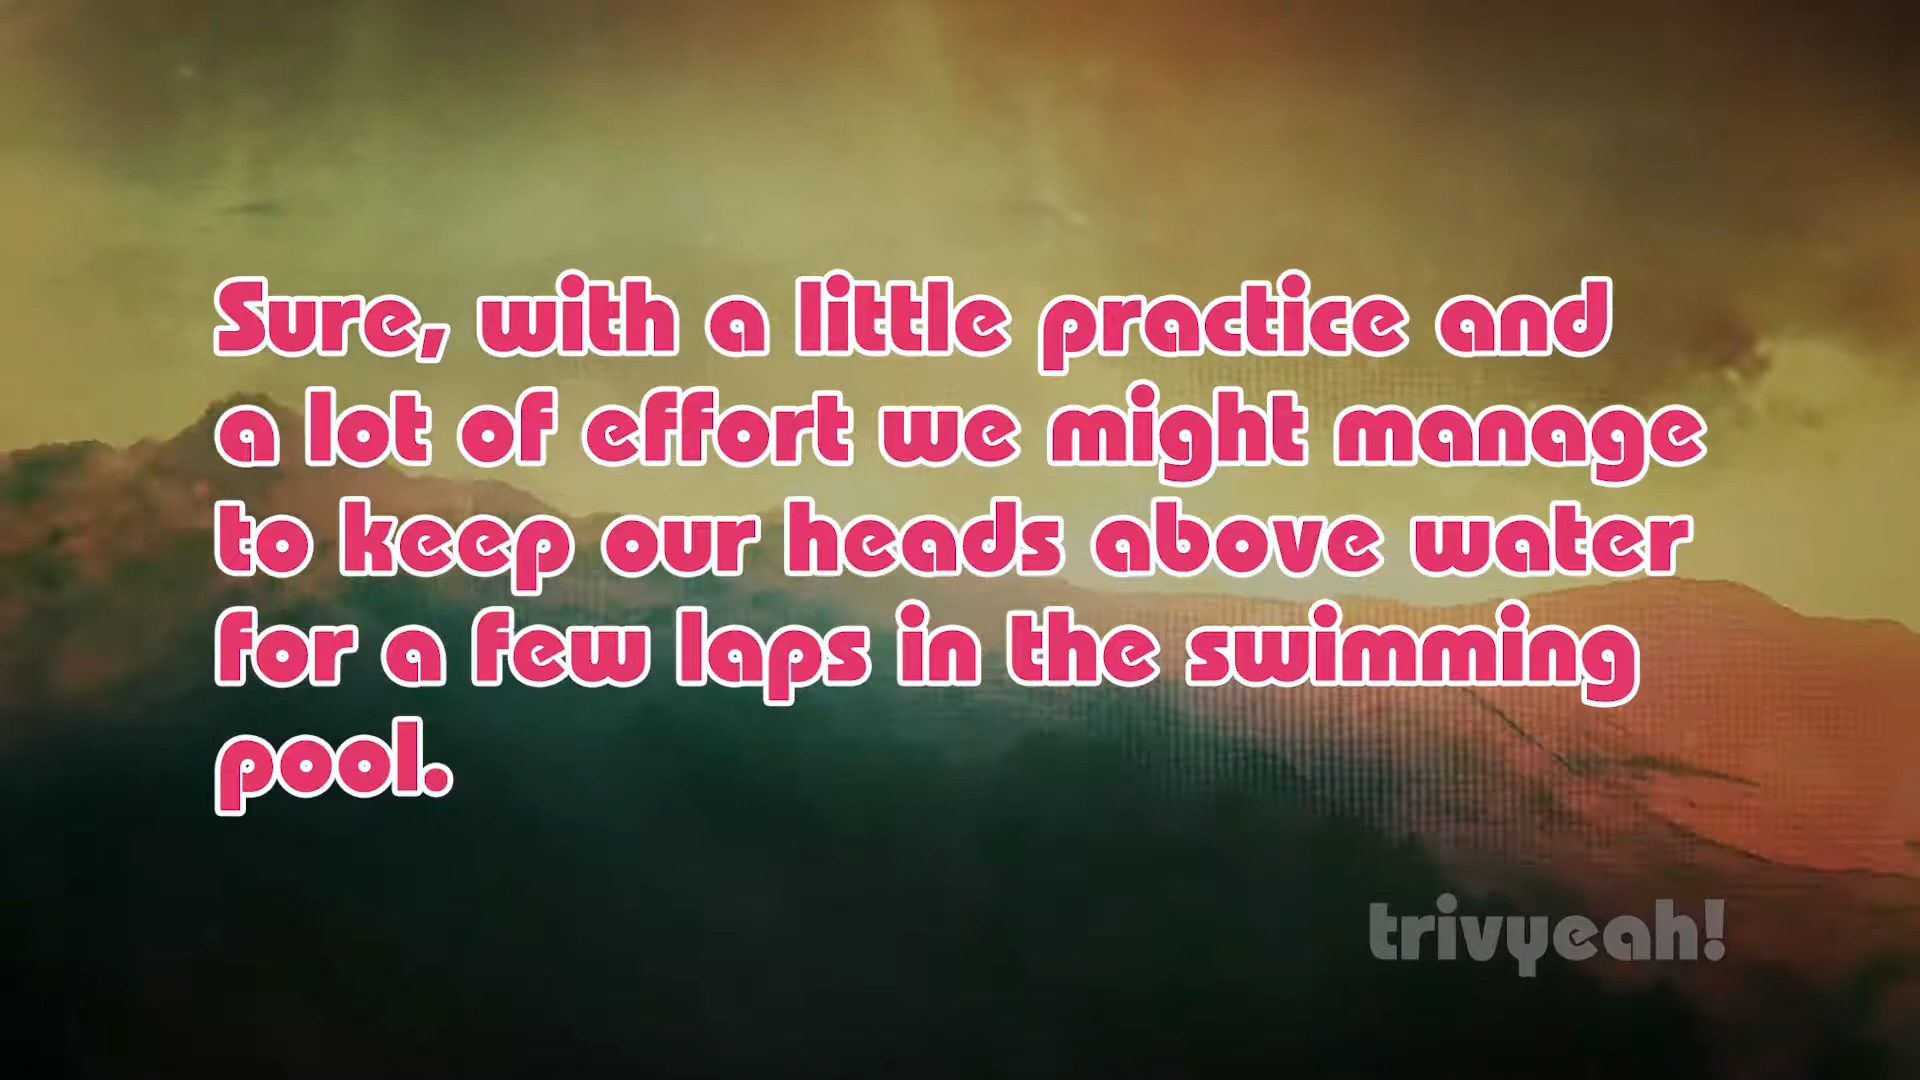 Sure, with a little practice and
a lot of effort we might manage
to keep our heads above water
for a few laps in the swimming
pool.
trivyeah!